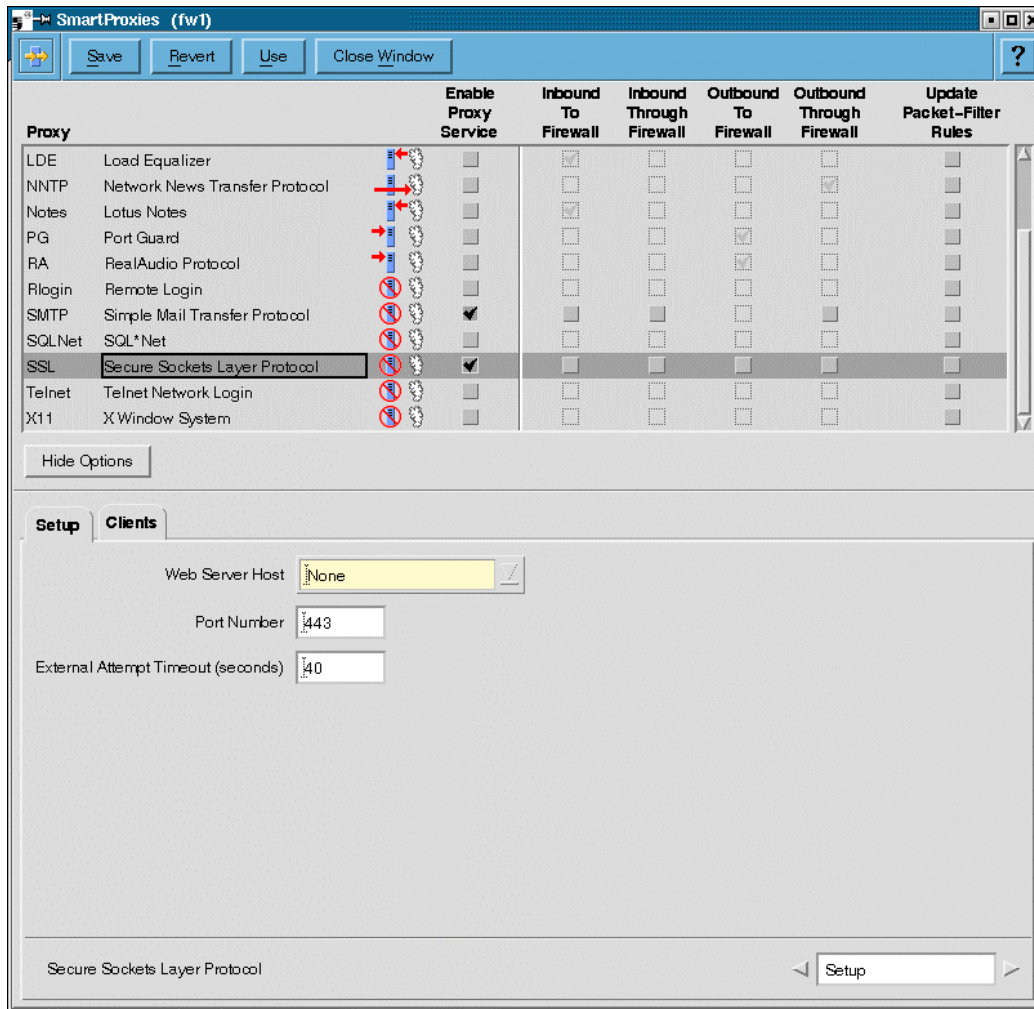 SmartProxies (fw1)
Save Revert Use Close Window ?
Proxy Enable Proxy Service Inbound To Firewall Inbound Through Firewall Outbound To Firewall Outbound Through Firewall Update Packet-Filter Rules
LDE Load Equalizer
NNTP Network News Transfer Protocol
Notes Lotus Notes
PG Port Guard
RA RealAudio Protocol
Rlogin Remote Login
SMTP Simple Mail Transfer Protocol
SQLNet SQL*Net
SSL Secure Sockets Layer Protocol
Telnet Telnet Network Login
X11 X Window System
Hide Options
Setup Clients
Web Server Host None
Port Number 443
External Attempt Timeout (seconds) 40
Secure Sockets Layer Protocol Setup